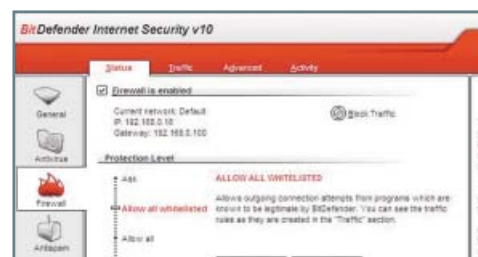 BitDefender Internet Security v10
Status Traffic Advanced Activity
General
Antivirus
Firewall
Antispam
Firewall is enabled
Current network: Default
IP: 192.168.0.18
Gateway: 192.168.0.100
Block Traffic
Protection Level
Ask
Allow all whitelisted
Allow all
ALLOW ALL WHITELISTED
Allows outgoing connection attempts from programs which are
known to be legitimate by BitDefender. You can see the traffic
rules as they are created in the "Traffic" section.